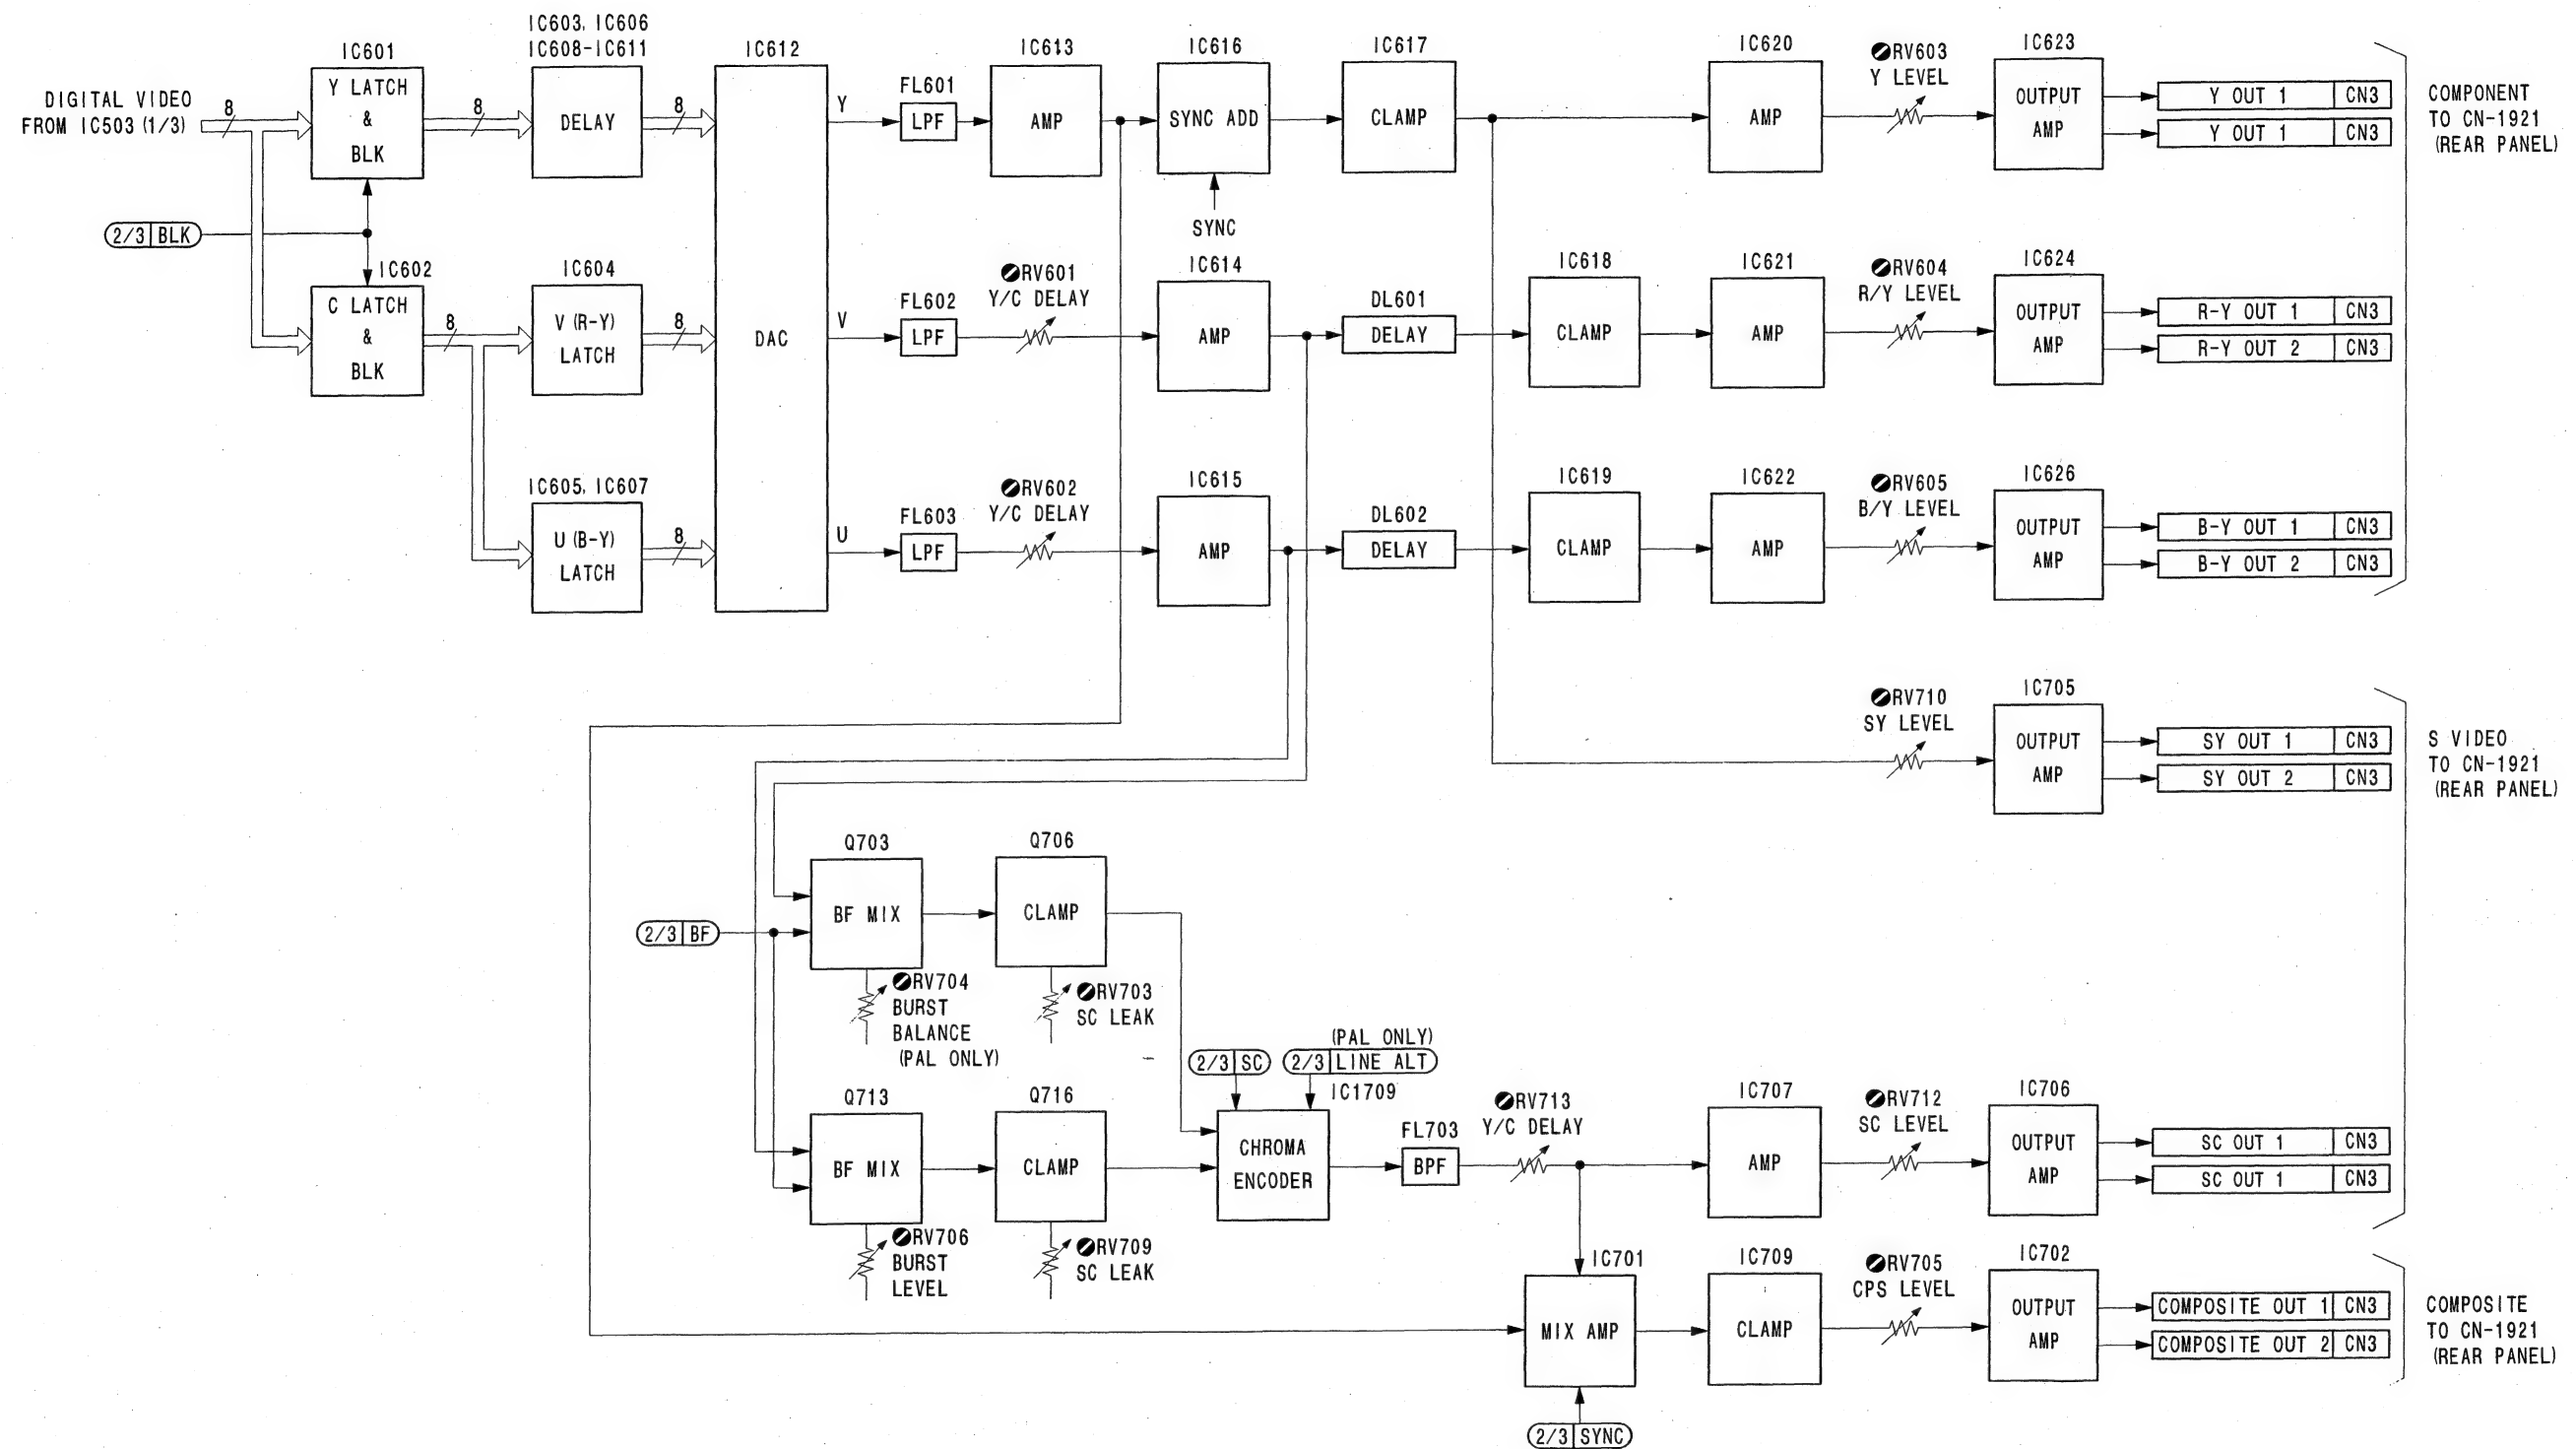 DIGITAL VIDEO
FROM IC503 (1/3)
8
2/3 BLK
IC601
Y LATCH
&
BLK
8
IC603, IC606
IC608-IC611
DELAY
8
IC612
DAC
Y
FL601
LPF
IC613
AMP
IC616
SYNC ADD
SYNC
IC617
CLAMP
IC620
AMP
RV603
Y LEVEL
IC623
OUTPUT
AMP
Y OUT 1 CN3
Y OUT 1 CN3
COMPONENT
TO CN-1921
(REAR PANEL)
IC602
C LATCH
&
BLK
8
IC604
V (R-Y)
LATCH
8
V
FL602
LPF
RV601
Y/C DELAY
IC614
AMP
DL601
DELAY
IC618
CLAMP
IC621
AMP
RV604
R/Y LEVEL
IC624
OUTPUT
AMP
R-Y OUT 1 CN3
R-Y OUT 2 CN3
IC605, IC607
U (B-Y)
LATCH
8
U
FL603
LPF
RV602
Y/C DELAY
IC615
AMP
DL602
DELAY
IC619
CLAMP
IC622
AMP
RV605
B/Y LEVEL
IC626
OUTPUT
AMP
B-Y OUT 1 CN3
B-Y OUT 2 CN3
RV710
SY LEVEL
IC705
OUTPUT
AMP
SY OUT 1 CN3
SY OUT 2 CN3
S VIDEO
TO CN-1921
(REAR PANEL)
2/3 BF
Q703
BF MIX
RV704
BURST
BALANCE
(PAL ONLY)
Q706
CLAMP
RV703
SC LEAK
Q713
BF MIX
RV706
BURST
LEVEL
Q716
CLAMP
RV709
SC LEAK
2/3 SC
(PAL ONLY)
2/3 LINE ALT
IC1709
CHROMA
ENCODER
FL703
BPF
RV713
Y/C DELAY
IC707
AMP
RV712
SC LEVEL
IC706
OUTPUT
AMP
SC OUT 1 CN3
SC OUT 1 CN3
IC701
MIX AMP
2/3 SYNC
IC709
CLAMP
RV705
CPS LEVEL
IC702
OUTPUT
AMP
COMPOSITE OUT 1 CN3
COMPOSITE OUT 2 CN3
COMPOSITE
TO CN-1921
(REAR PANEL)